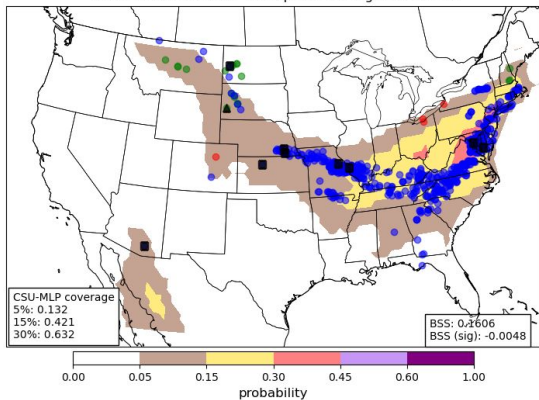 CSU-MLP coverage
5%: 0.132
15%: 0.421
30%: 0.632
BSS: 0.1606
BSS (sig): -0.0048
0.00 0.05 0.15 0.30 0.45 0.60 1.00
probability